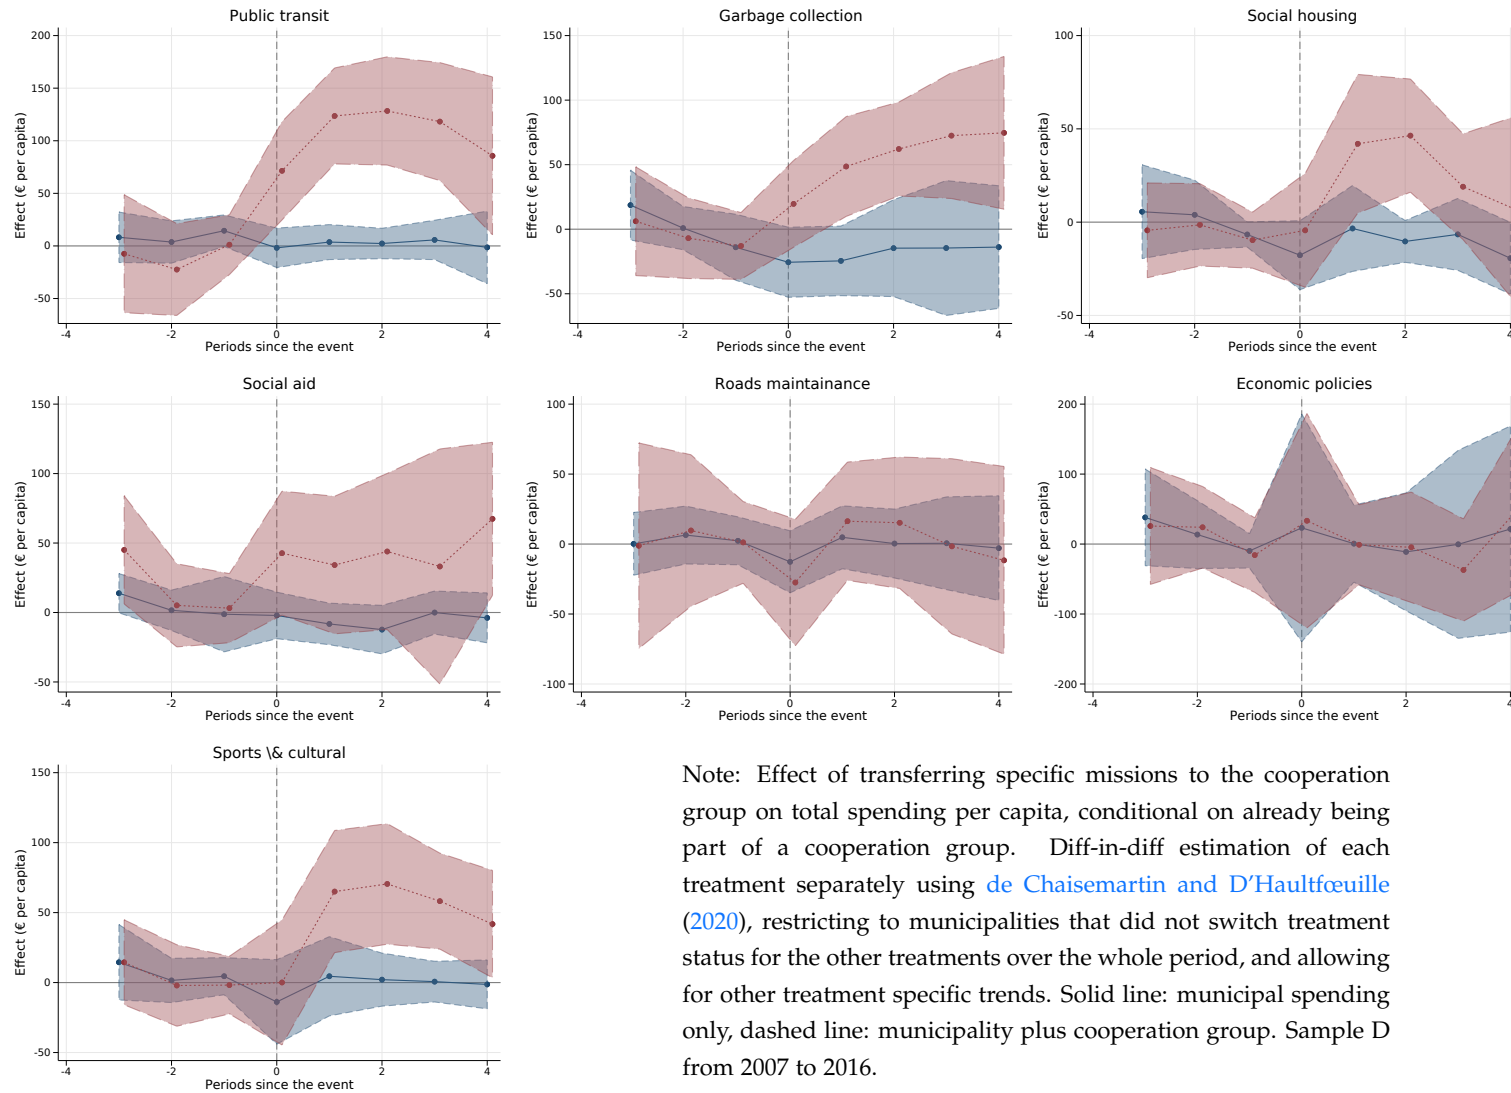 Public transit
Effect (€ per capita)
200
150
100
50
0
-50
-4
-2
0
2
4
Periods since the event
Garbage collection
Effect (€ per capita)
150
100
50
0
-50
-4
-2
0
2
4
Periods since the event
Social housing
Effect (€ per capita)
100
50
0
-50
-4
-2
0
2
4
Periods since the event
Social aid
Effect (€ per capita)
150
100
50
0
-50
-4
-2
0
2
4
Periods since the event
Roads maintainance
Effect (€ per capita)
100
50
0
-50
-100
-4
-2
0
2
4
Periods since the event
Economic policies
Effect (€ per capita)
200
100
0
-100
-200
-4
-2
0
2
4
Periods since the event
Sports \& cultural
Effect (€ per capita)
150
100
50
0
-50
-4
-2
0
2
4
Periods since the event
Note: Effect of transferring specific missions to the cooperation
group on total spending per capita, conditional on already being
part of a cooperation group. Diff-in-diff estimation of each
treatment separately using de Chaisemartin and D'Haultfœuille
(2020), restricting to municipalities that did not switch treatment
status for the other treatments over the whole period, and allowing
for other treatment specific trends. Solid line: municipal spending
only, dashed line: municipality plus cooperation group. Sample D
from 2007 to 2016.